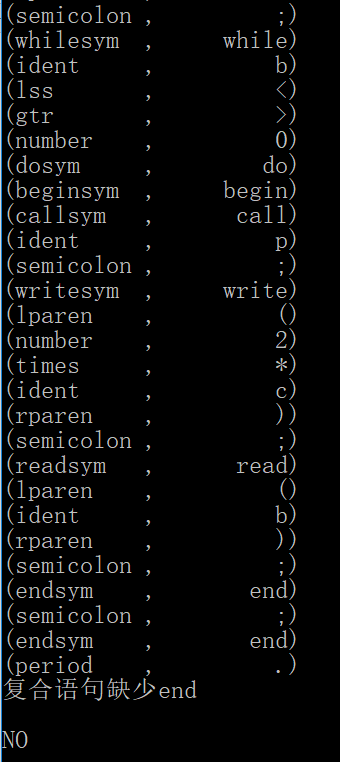 (semicolon , ;)
(whilesym , while)
(ident , b)
(lss , <)
(gtr , >)
(number , 0)
(dosym , do)
(beginsym , begin)
(callsym , call)
(ident , p)
(semicolon , ;)
(writesym , write)
(lparen , ()
(number , 2)
(times , *)
(ident , c)
(rparen , ))
(semicolon , ;)
(readsym , read)
(lparen , ()
(ident , b)
(rparen , ))
(semicolon , ;)
(endsym , end)
(semicolon , ;)
(endsym , end)
(period , .)
复合语句缺少end
NO